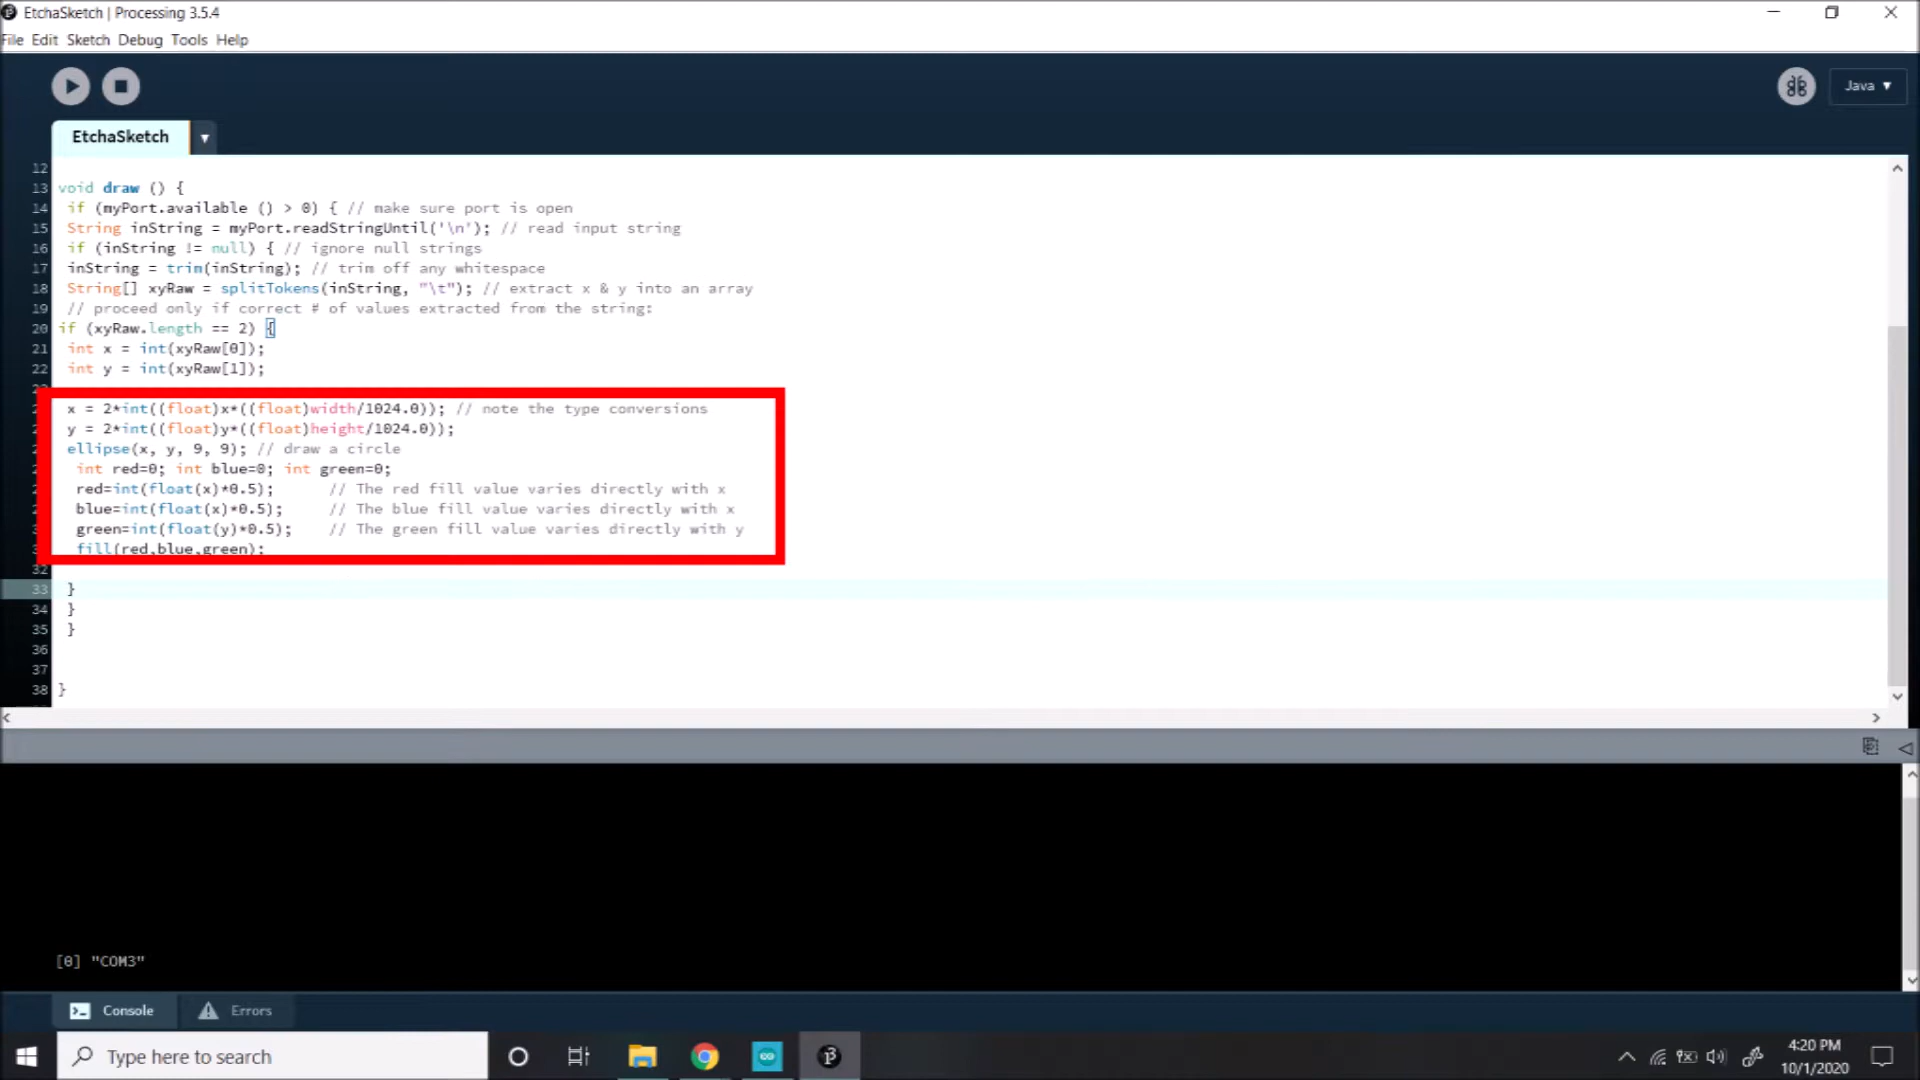 EtchaSketch | Processing 3.5.4
File Edit Sketch Debug Tools Help
Java
EtchaSketch
12
13 void draw () {
14 if (myPort.available () > 0) { // make sure port is open
15 String inString = myPort.readStringUntil('\n'); // read input string
16 if (inString != null) { // ignore null strings
17 inString = trim(inString); // trim off any whitespace
18 String[] xyRaw = splitTokens(inString, "\t"); // extract x & y into an array
19 // proceed only if correct # of values extracted from the string:
20 if (xyRaw.length == 2) {
21 int x = int(xyRaw[0]);
22 int y = int(xyRaw[1]);
x = 2*int((float)x*((float)width/1024.0)); // note the type conversions
y = 2*int((float)y*((float)height/1024.0));
ellipse(x, y, 9, 9); // draw a circle
int red=0; int blue=0; int green=0;
red=int(float(x)*0.5); // The red fill value varies directly with x
blue=int(float(x)*0.5); // The blue fill value varies directly with x
green=int(float(y)*0.5); // The green fill value varies directly with y
fill(red,blue,green);
32
33 }
34 }
35 }
36
37
38 }
[0] "COM3"
Console Errors
Type here to search
4:20 PM
10/1/2020